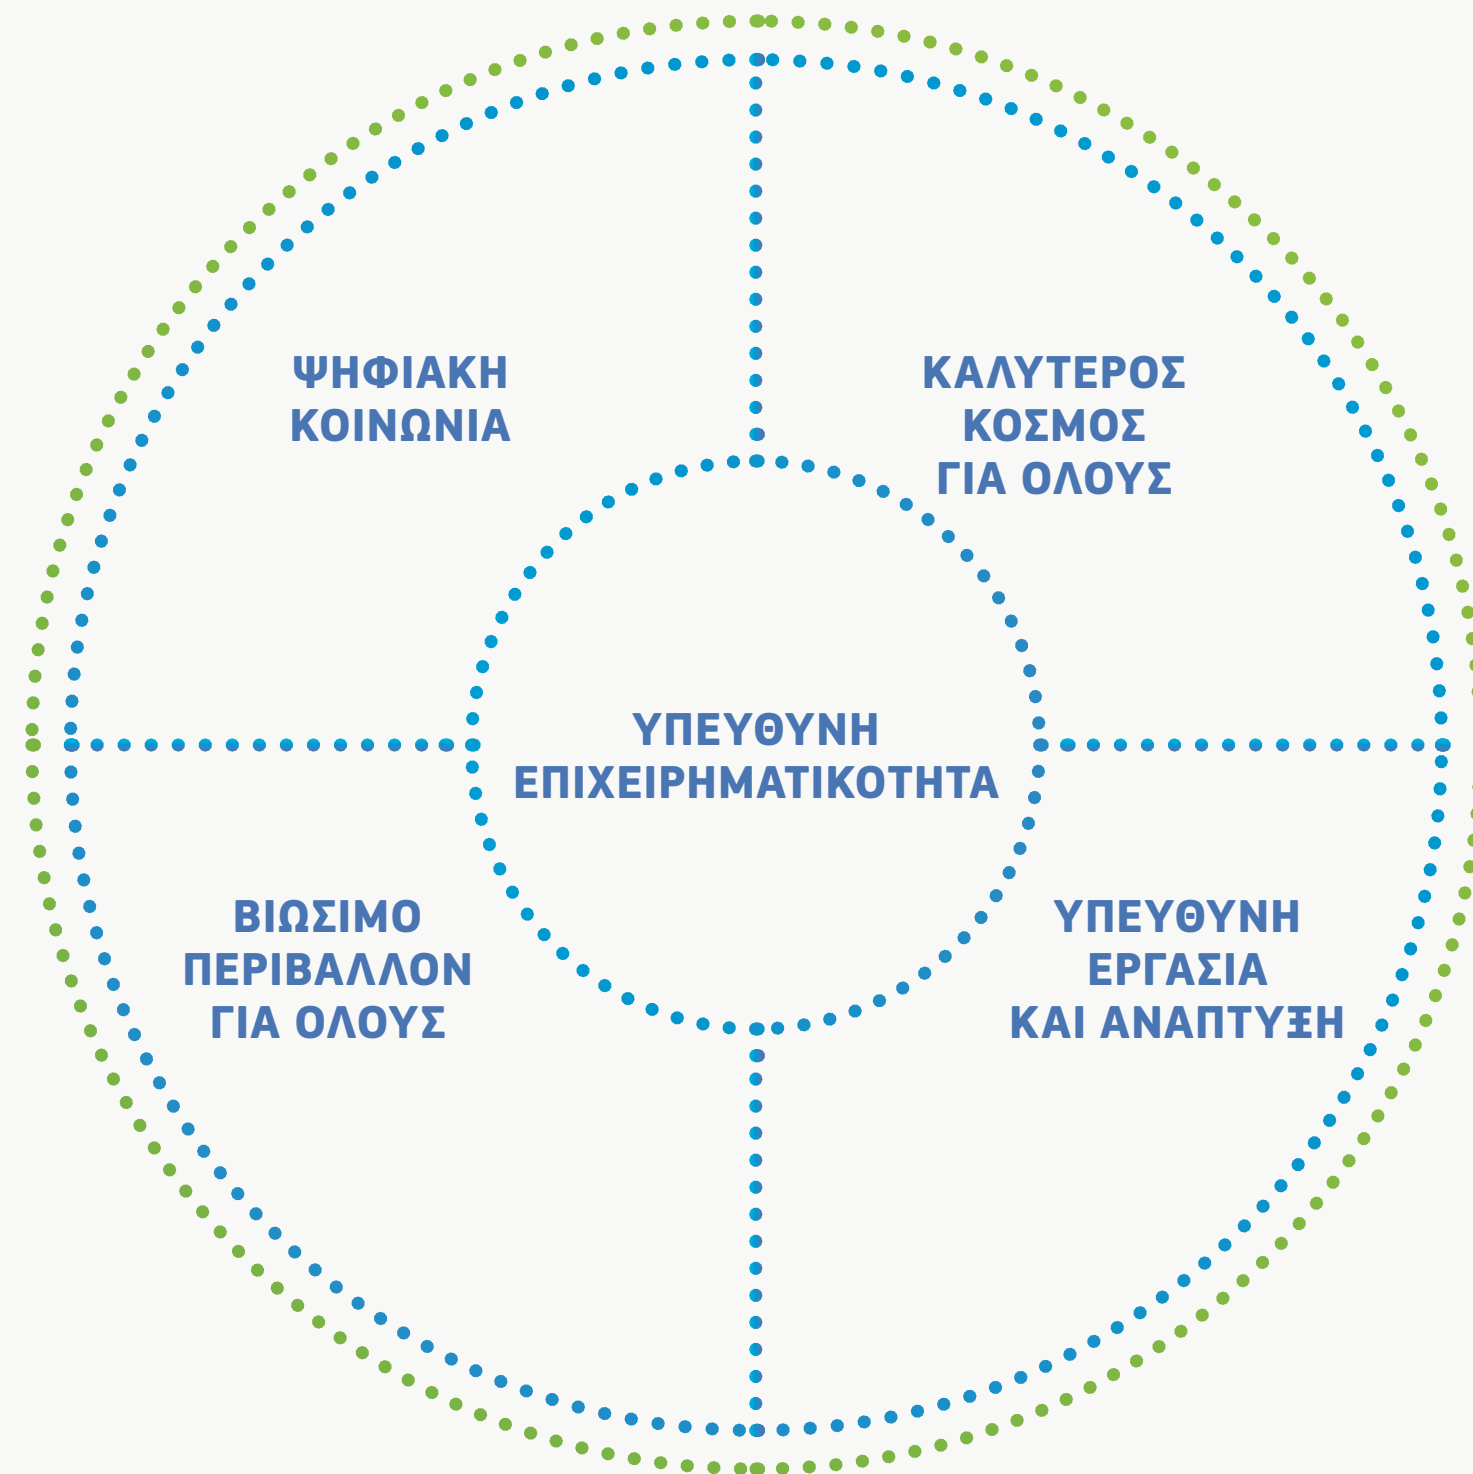 ΨΗΦΙΑΚΗ
ΚΟΙΝΩΝΙΑ
ΚΑΛΥΤΕΡΟΣ
ΚΟΣΜΟΣ
ΓΙΑ ΟΛΟΥΣ
ΥΠΕΥΘΥΝΗ
ΕΠΙΧΕΙΡΗΜΑΤΙΚΟΤΗΤΑ
ΒΙΩΣΙΜΟ
ΠΕΡΙΒΑΛΛΟΝ
ΓΙΑ ΟΛΟΥΣ
ΥΠΕΥΘΥΝΗ
ΕΡΓΑΣΙΑ
ΚΑΙ ΑΝΑΠΤΥΞΗ